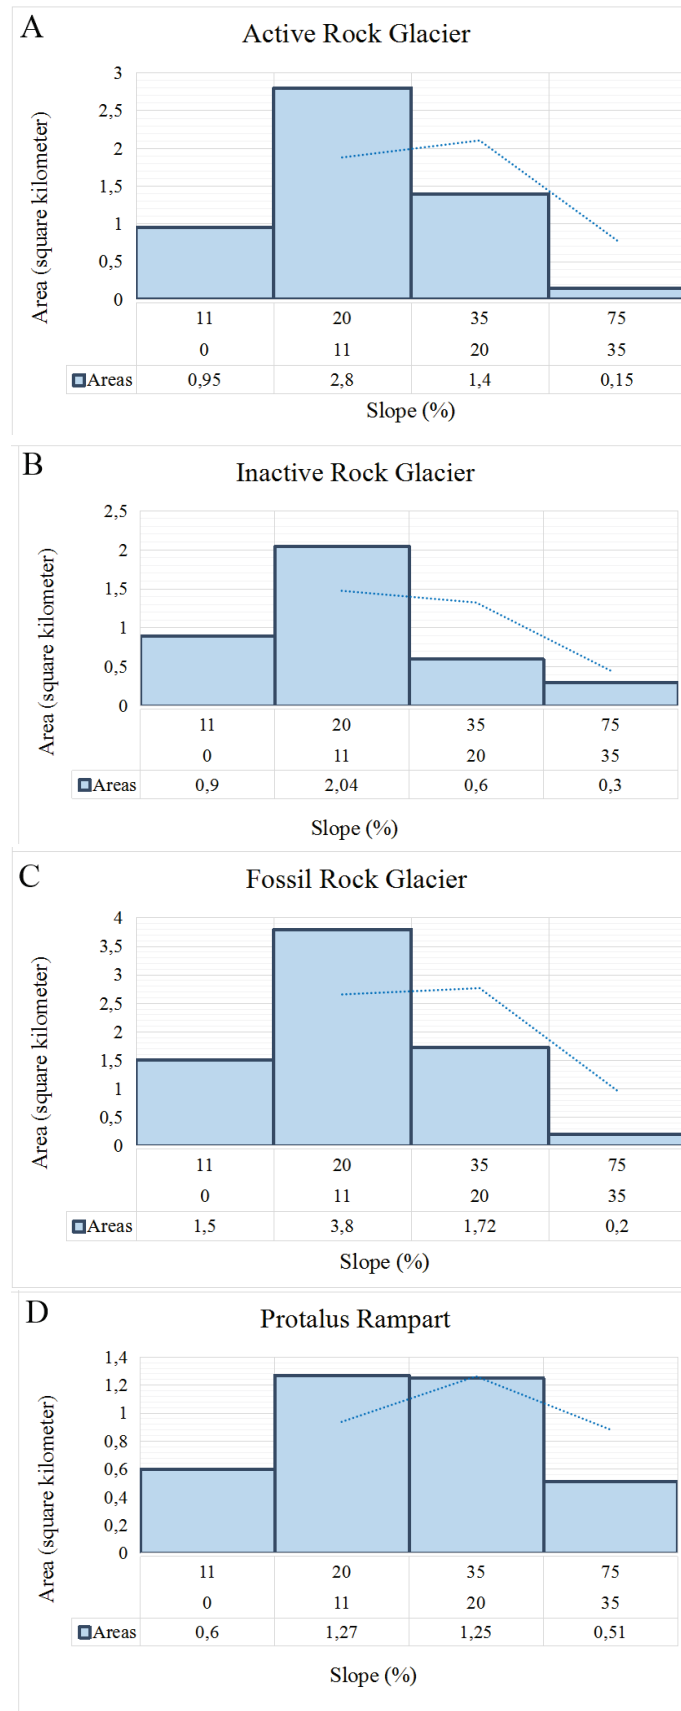 A
Active Rock Glacier
Area (square kilometer)
3
2,5
2
1,5
1
0,5
0
11 20 35 75
0 11 20 35
Areas 0,95 2,8 1,4 0,15
Slope (%)
B
Inactive Rock Glacier
Area (square kilometer)
2,5
2
1,5
1
0,5
0
11 20 35 75
0 11 20 35
Areas 0,9 2,04 0,6 0,3
Slope (%)
C
Fossil Rock Glacier
Area (square kilometer)
4
3,5
3
2,5
2
1,5
1
0,5
0
11 20 35 75
0 11 20 35
Areas 1,5 3,8 1,72 0,2
Slope (%)
D
Protalus Rampart
Area (square kilometer)
1,4
1,2
1
0,8
0,6
0,4
0,2
0
11 20 35 75
0 11 20 35
Areas 0,6 1,27 1,25 0,51
Slope (%)